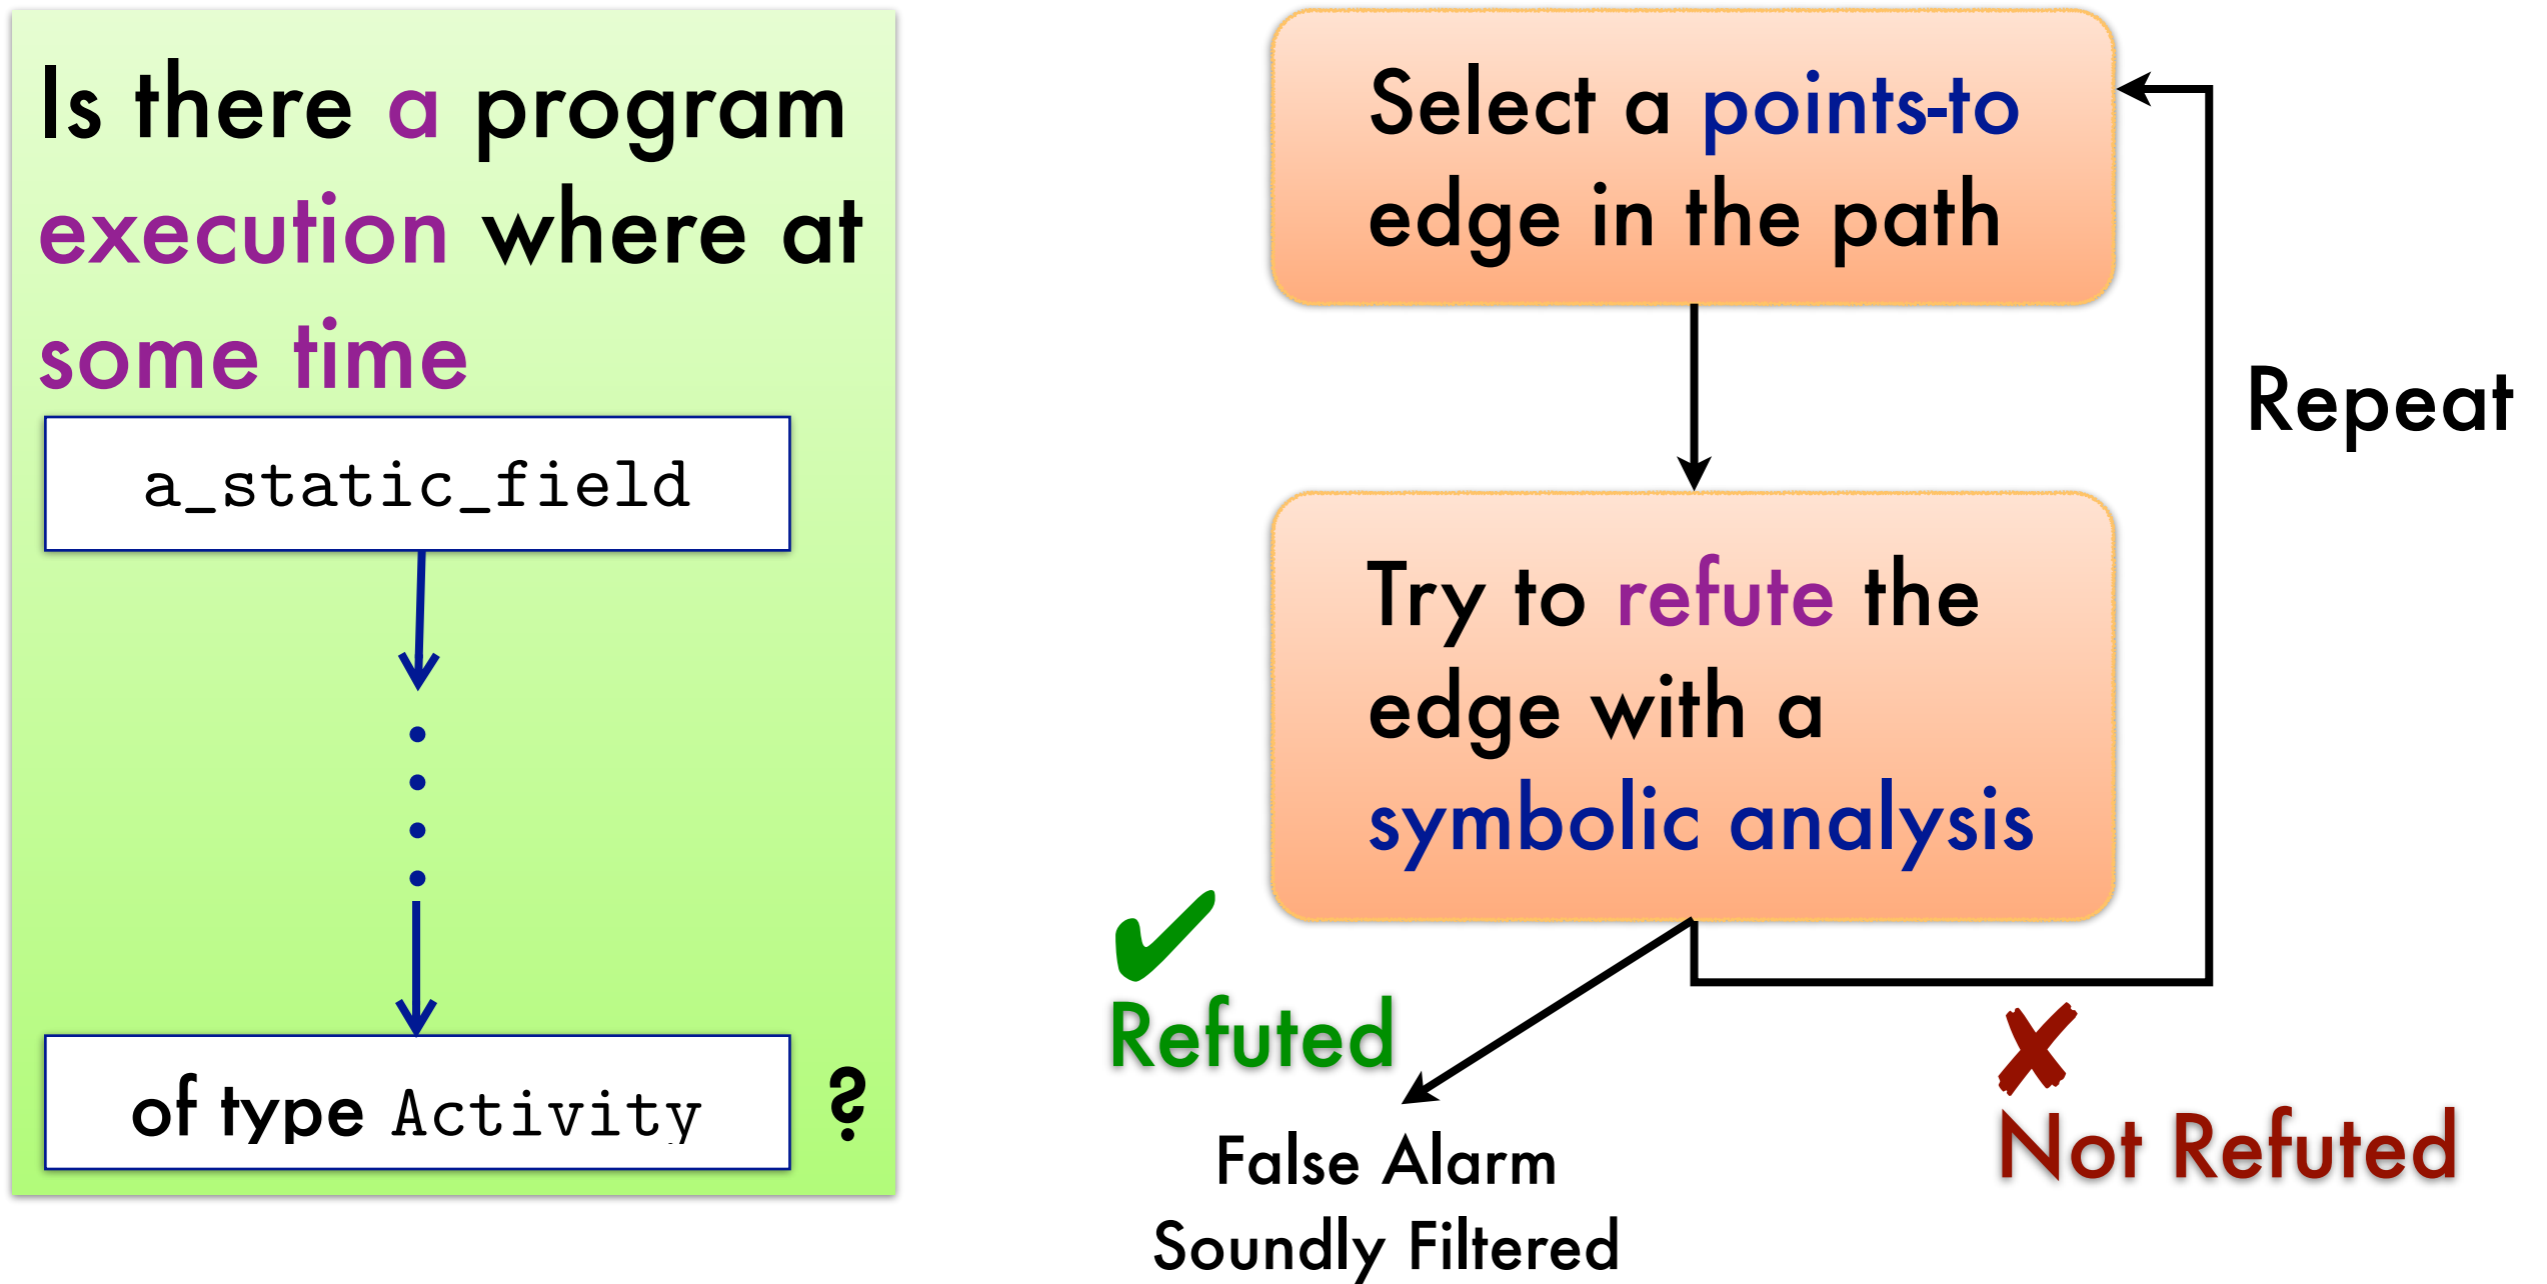 Is there a program
execution where at
some time
a_static_field
of type Activity ?
Select a points-to
edge in the path
Repeat
Try to refute the
edge with a
symbolic analysis
Refuted
False Alarm
Soundly Filtered
Not Refuted